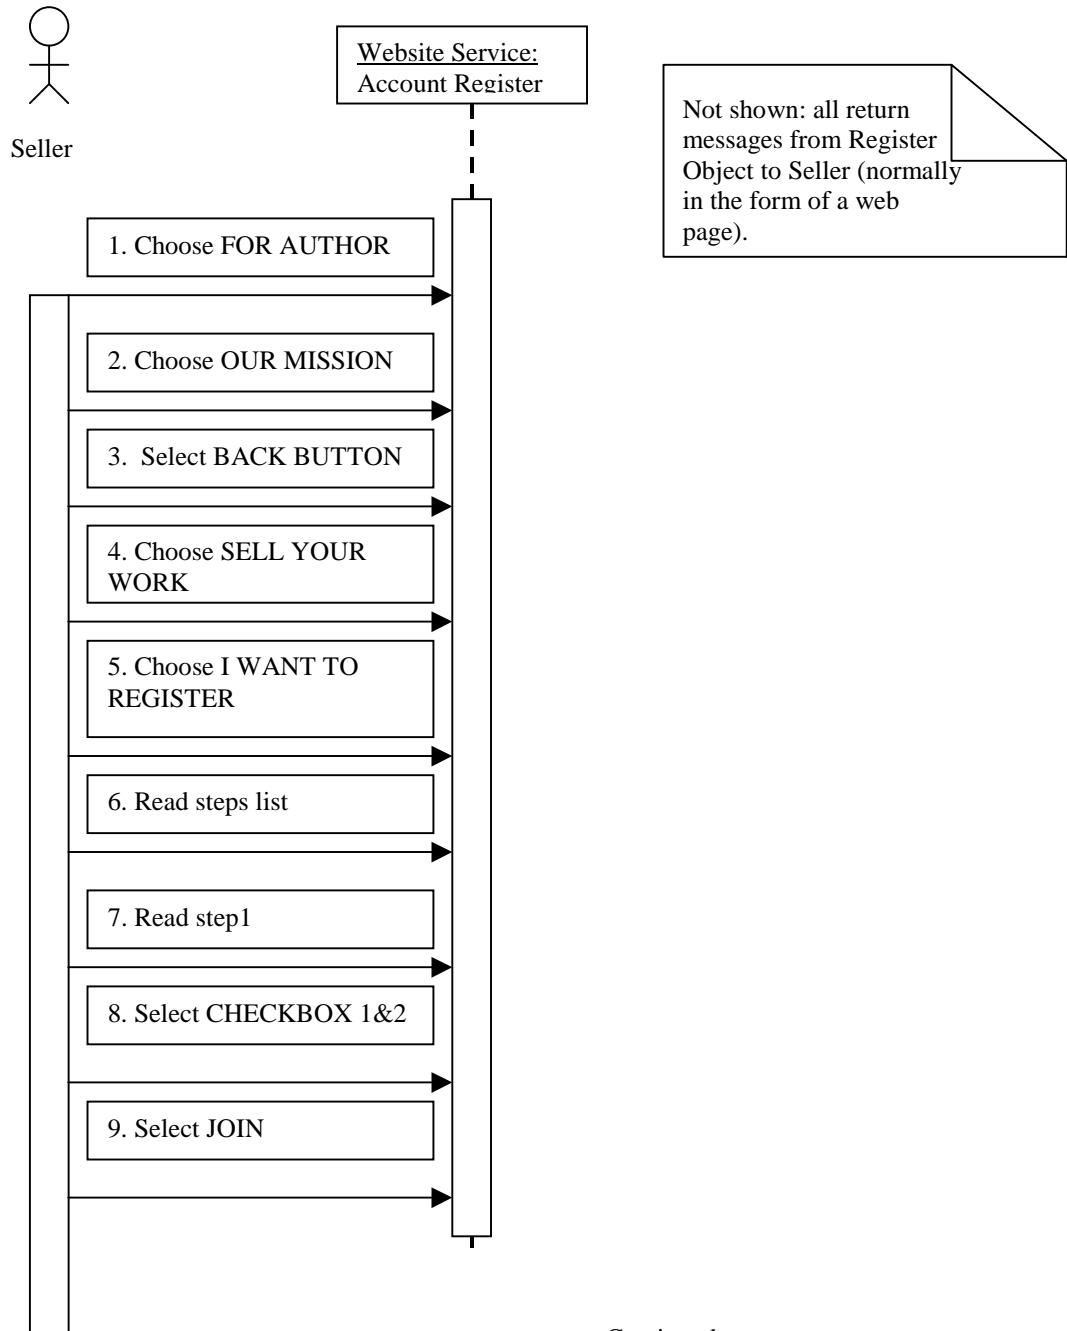 Seller
Website Service:
Account Register
Not shown: all return
messages from Register
Object to Seller (normally
in the form of a web
page).
1. Choose FOR AUTHOR
2. Choose OUR MISSION
3.  Select BACK BUTTON
4. Choose SELL YOUR
WORK
5. Choose I WANT TO
REGISTER
6. Read steps list
7. Read step1
8. Select CHECKBOX 1&2
9. Select JOIN